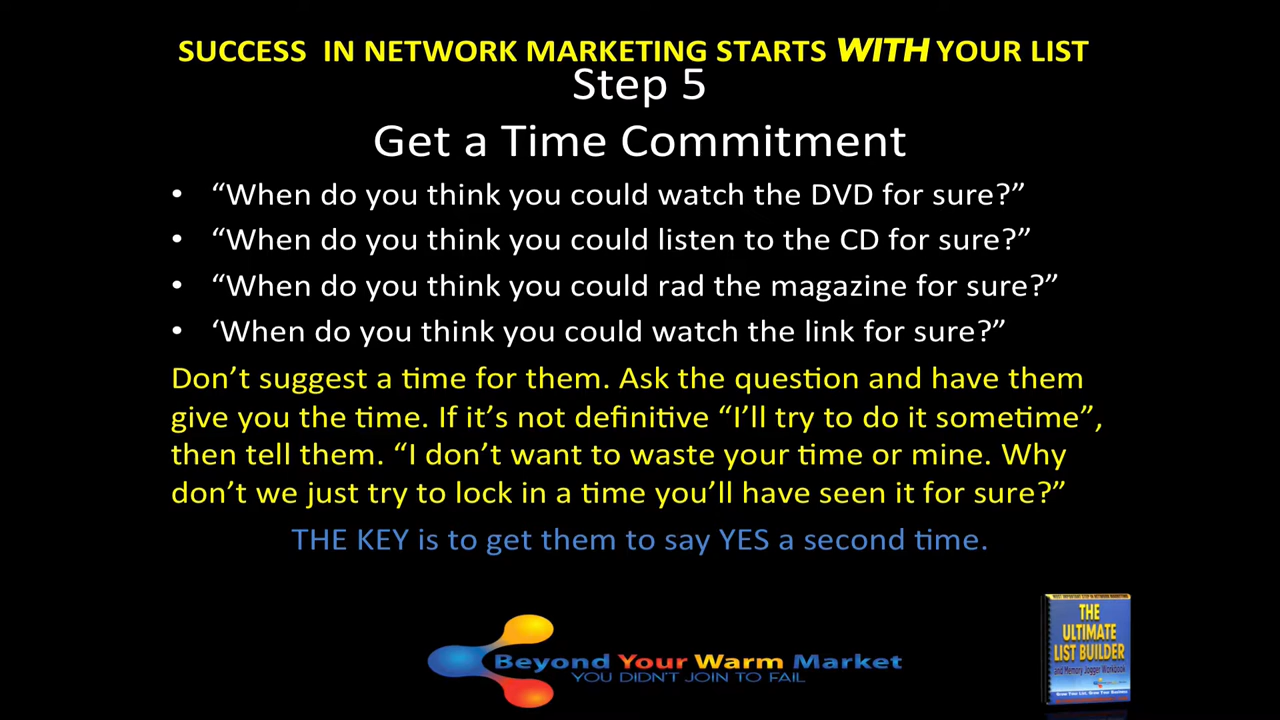 SUCCESS IN NETWORK MARKETING STARTS WITH YOUR LIST
Step 5
Get a Time Commitment
• “When do you think you could watch the DVD for sure?”
• “When do you think you could listen to the CD for sure?”
• “When do you think you could rad the magazine for sure?”
• ‘When do you think you could watch the link for sure?”
Don’t suggest a time for them. Ask the question and have them
give you the time. If it’s not definitive “I’ll try to do it sometime”,
then tell them. “I don’t want to waste your time or mine. Why
don’t we just try to lock in a time you’ll have seen it for sure?”
THE KEY is to get them to say YES a second time.
Beyond Your Warm Market
YOU DIDN'T JOIN TO FAIL
THE
ULTIMATE
LIST BUILDER
and Memory Jogger Workbook